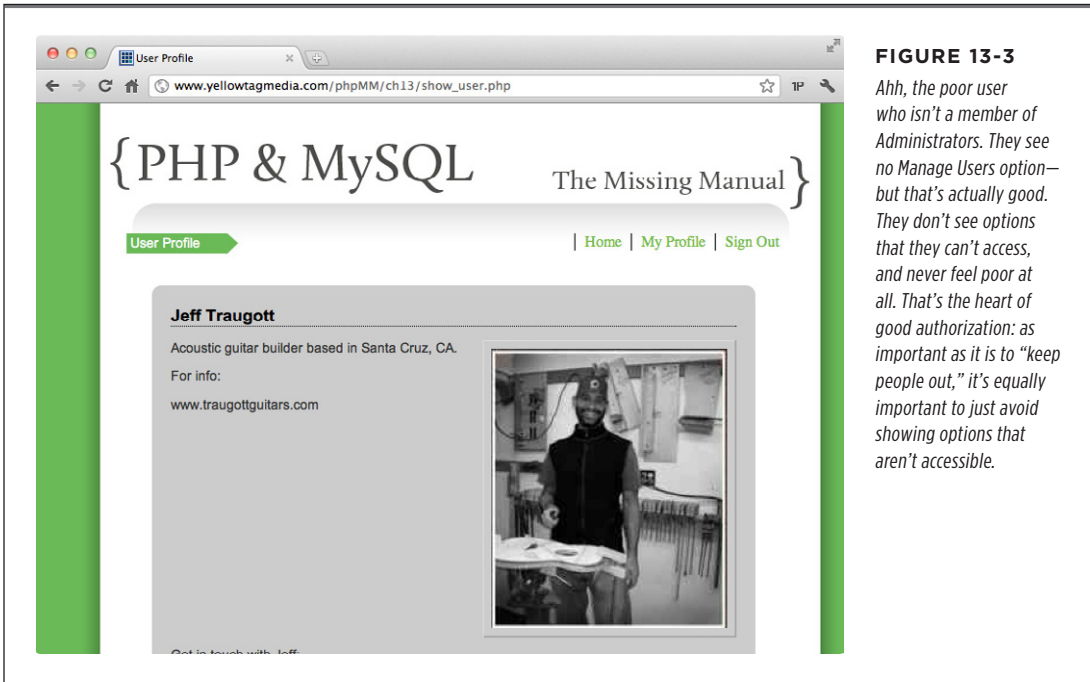 User Profile
www.yellowtagmedia.com/phpMM/ch13/show_user.php
1P
{PHP & MySQL
The Missing Manual}
User Profile
| Home | My Profile | Sign Out
Jeff Traugott
Acoustic guitar builder based in Santa Cruz, CA.
For info:
www.traugottguitars.com
Get in touch with Jeff:
FIGURE 13-3
Ahh, the poor user
who isn’t a member of
Administrators. They see
no Manage Users option—
but that’s actually good.
They don’t see options
that they can’t access,
and never feel poor at
all. That’s the heart of
good authorization: as
important as it is to “keep
people out,” it’s equally
important to just avoid
showing options that
aren’t accessible.